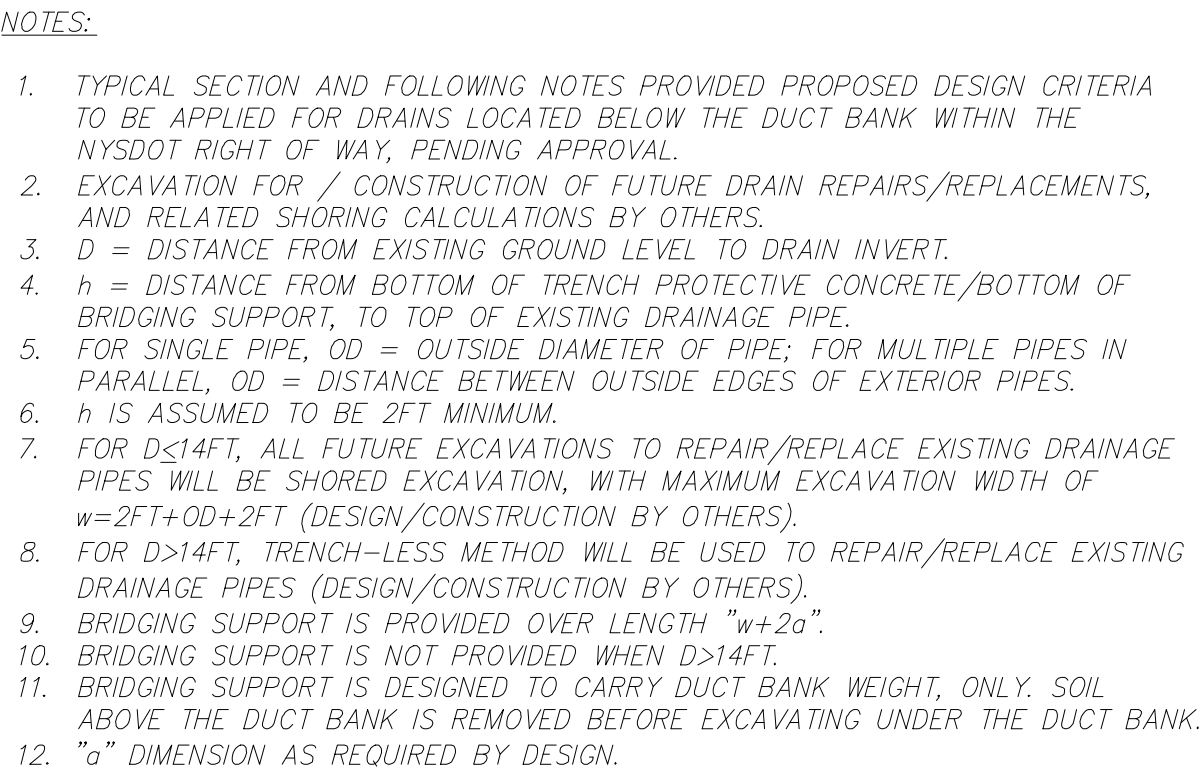 NOTES:
1. TYPICAL SECTION AND FOLLOWING NOTES PROVIDED PROPOSED DESIGN CRITERIA
TO BE APPLIED FOR DRAINS LOCATED BELOW THE DUCT BANK WITHIN THE
NYSDOT RIGHT OF WAY, PENDING APPROVAL.
2. EXCAVATION FOR / CONSTRUCTION OF FUTURE DRAIN REPAIRS/REPLACEMENTS,
AND RELATED SHORING CALCULATIONS BY OTHERS.
3. D = DISTANCE FROM EXISTING GROUND LEVEL TO DRAIN INVERT.
4. h = DISTANCE FROM BOTTOM OF TRENCH PROTECTIVE CONCRETE/BOTTOM OF
BRIDGING SUPPORT, TO TOP OF EXISTING DRAINAGE PIPE.
5. FOR SINGLE PIPE, OD = OUTSIDE DIAMETER OF PIPE; FOR MULTIPLE PIPES IN
PARALLEL, OD = DISTANCE BETWEEN OUTSIDE EDGES OF EXTERIOR PIPES.
6. h IS ASSUMED TO BE 2FT MINIMUM.
7. FOR D≤14FT, ALL FUTURE EXCAVATIONS TO REPAIR/REPLACE EXISTING DRAINAGE
PIPES WILL BE SHORED EXCAVATION, WITH MAXIMUM EXCAVATION WIDTH OF
w=2FT+OD+2FT (DESIGN/CONSTRUCTION BY OTHERS).
8. FOR D>14FT, TRENCH-LESS METHOD WILL BE USED TO REPAIR/REPLACE EXISTING
DRAINAGE PIPES (DESIGN/CONSTRUCTION BY OTHERS).
9. BRIDGING SUPPORT IS PROVIDED OVER LENGTH "w+2a".
10. BRIDGING SUPPORT IS NOT PROVIDED WHEN D>14FT.
11. BRIDGING SUPPORT IS DESIGNED TO CARRY DUCT BANK WEIGHT, ONLY. SOIL
ABOVE THE DUCT BANK IS REMOVED BEFORE EXCAVATING UNDER THE DUCT BANK.
12. "a" DIMENSION AS REQUIRED BY DESIGN.